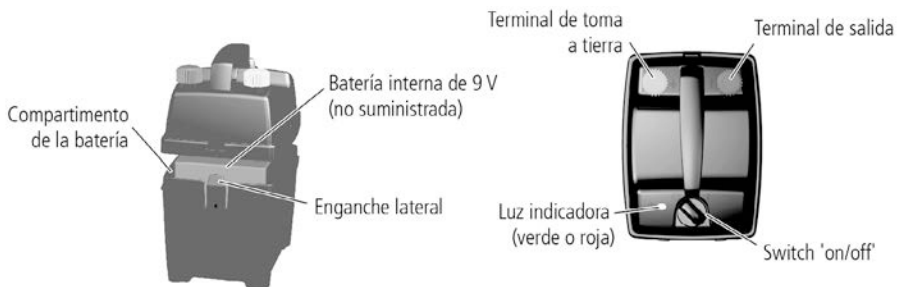 Compartimento
de la batería
Batería interna de 9 V
(no suministrada)
Enganche lateral
Terminal de toma
a tierra
Terminal de salida
Luz indicadora
(verde o roja)
Switch 'on/off'